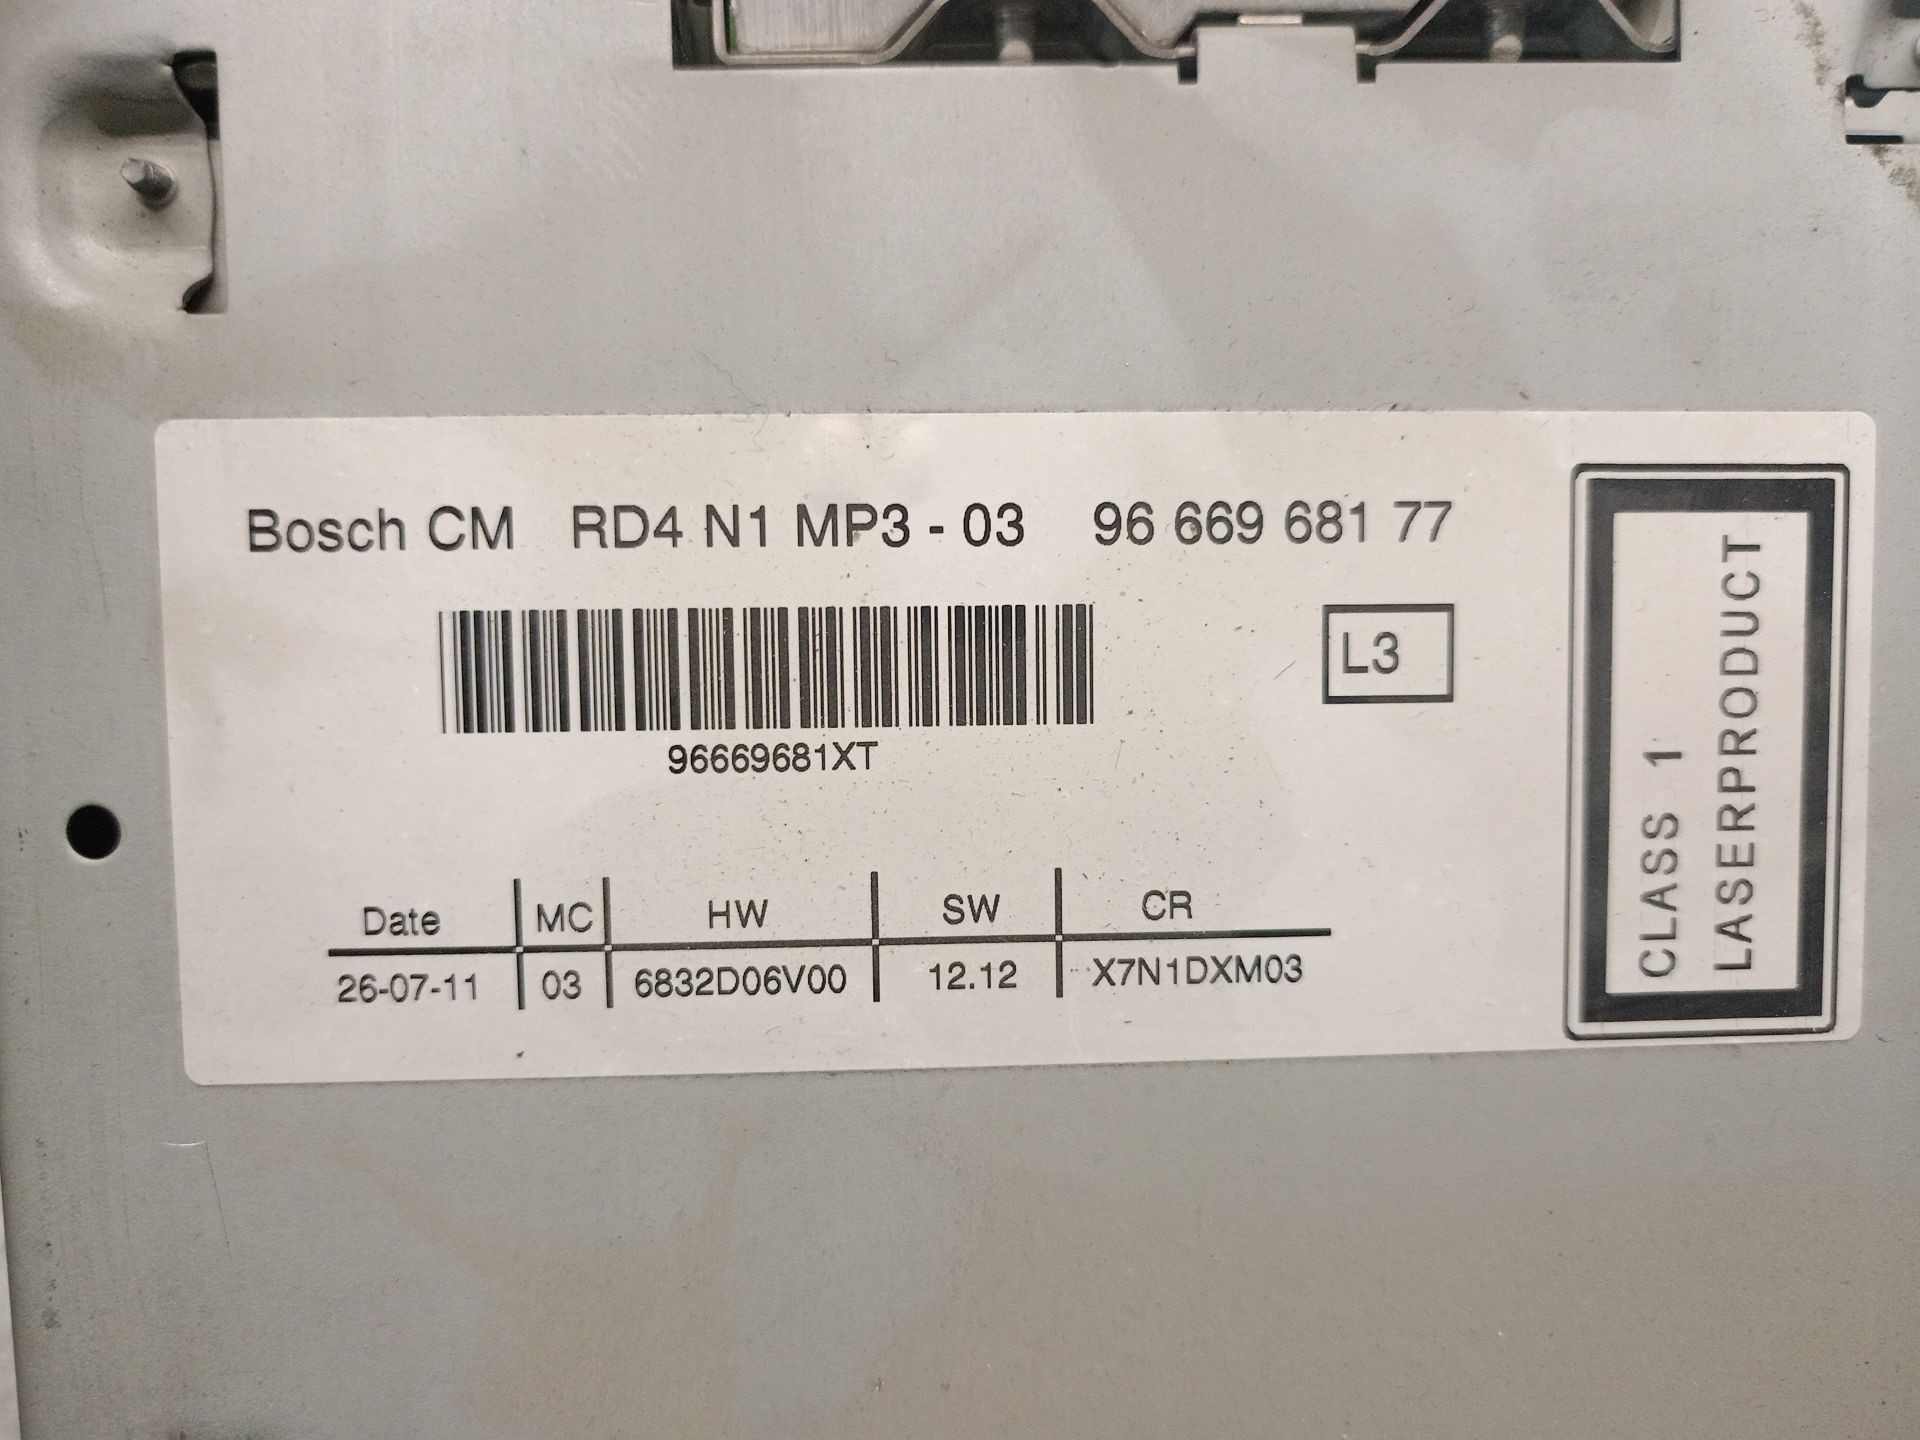 Bosch CM RD4 N1 MP3 - 03 96 669 681 77
L3
96669681XT
Date MC HW SW CR
26-07-11 03 6832D06V00 12.12 X7N1DXM03
CLASS 1
LASERPRODUCT